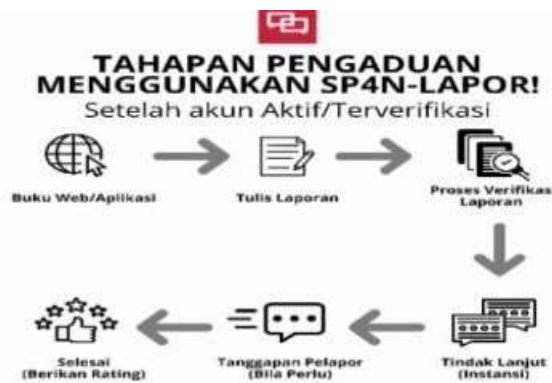 TAHAPAN PENGADUAN
MENGGUNAKAN SP4N-LAPOR!
Setelah akun Aktif/Terverifikasi
Buku Web/Aplikasi
Tulis Laporan
Proses Verifikas
Laporan
Tindak Lanjut
(Instansi)
Tanggapan Pelapor
(Bila Perlu)
Selesai
(Berikan Rating)